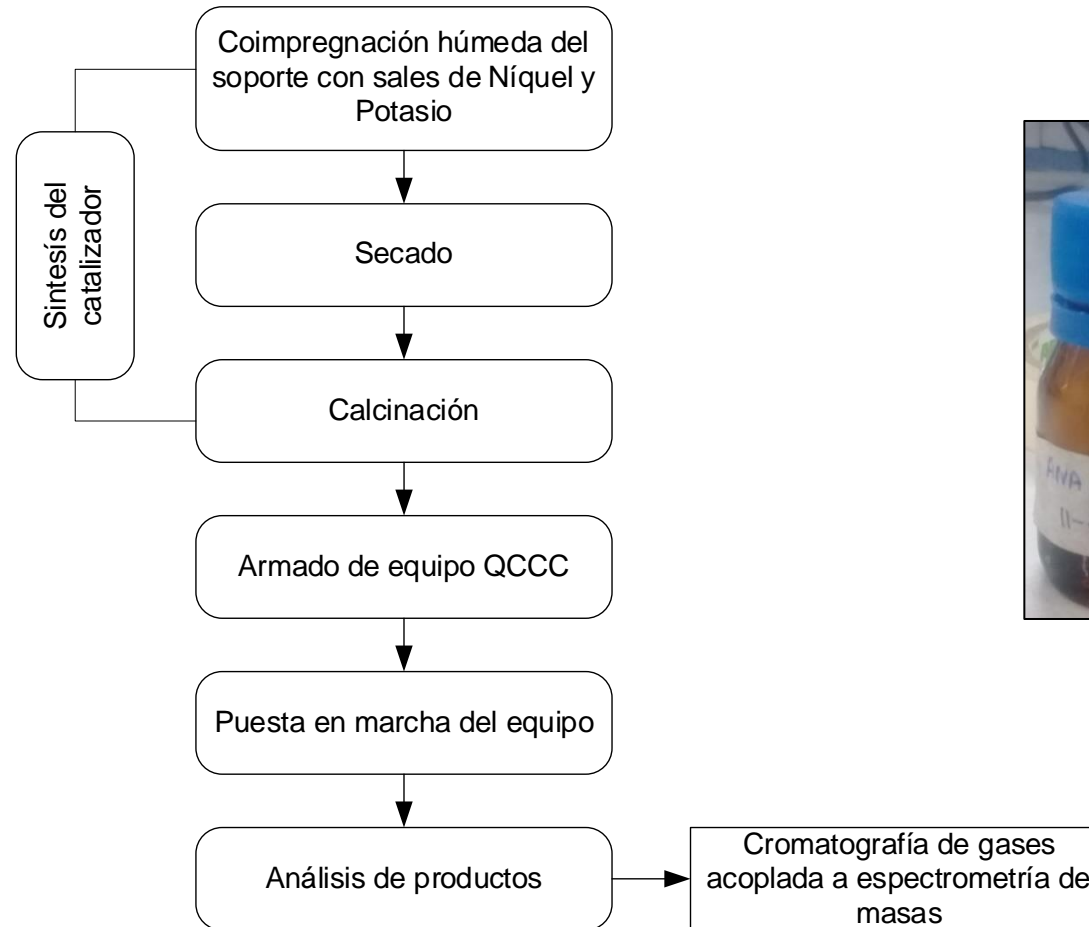 Coimpregnación húmeda del
soporte con sales de Níquel y
Potasio
Sintesís del
catalizador
Secado
Calcinación
Armado de equipo QCCC
Puesta en marcha del equipo
Análisis de productos
Cromatografía de gases
acoplada a espectrometría de
masas
ANA